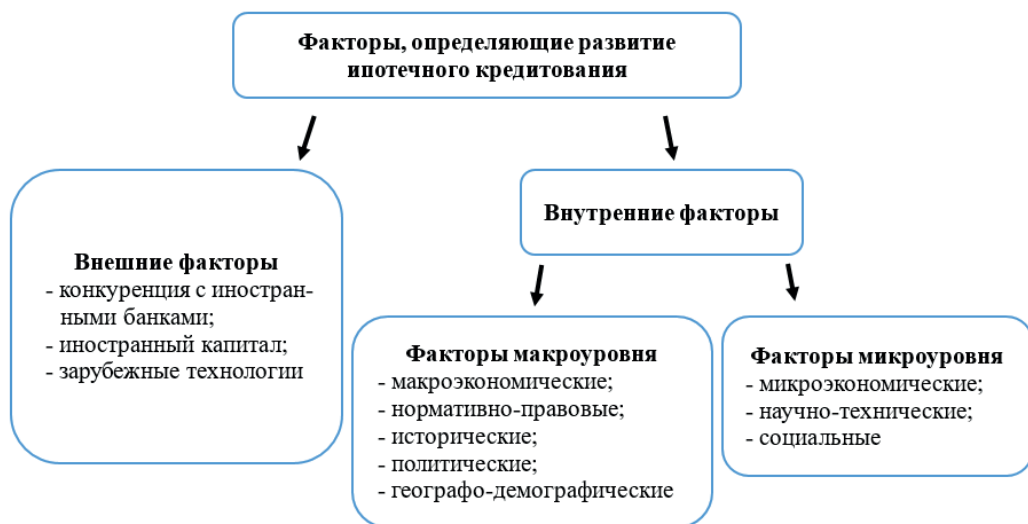 Факторы, определяющие развитие
ипотечного кредитования
Внешние факторы
- конкуренция с иностран-
ными банками;
- иностранный капитал;
- зарубежные технологии
Внутренние факторы
Факторы макроуровня
- макроэкономические;
- нормативно-правовые;
- исторические;
- политические;
- географо-демографические
Факторы микроуровня
- микроэкономические;
- научно-технические;
- социальные